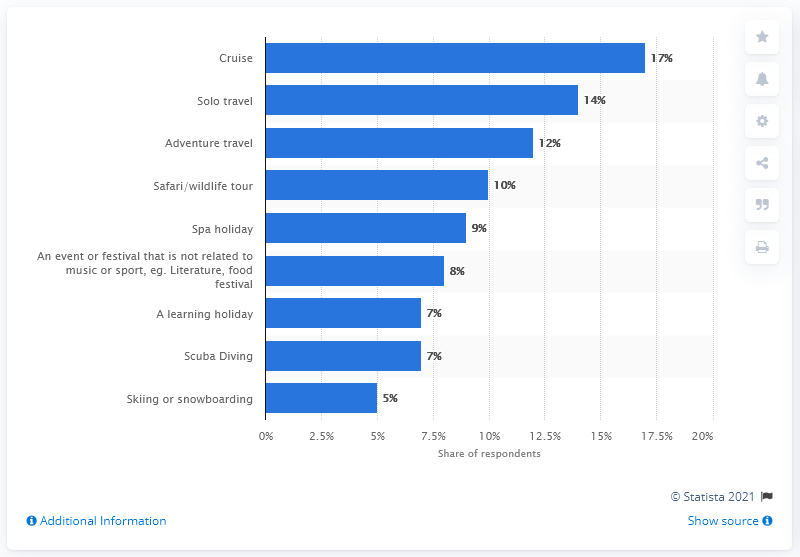 Cruise 17%
Solo travel 14%
Adventure travel 12%
Safari/wildlife tour 10%
Spa holiday 9%
An event or festival that is not related to
music or sport, eg. Literature, food
festival 8%
A learning holiday 7%
Scuba Diving 7%
Skiing or snowboarding 5%
0% 2.5% 5% 7.5% 10% 12.5% 15% 17.5% 20%
Share of respondents
© Statista 2021
Additional Information Show source